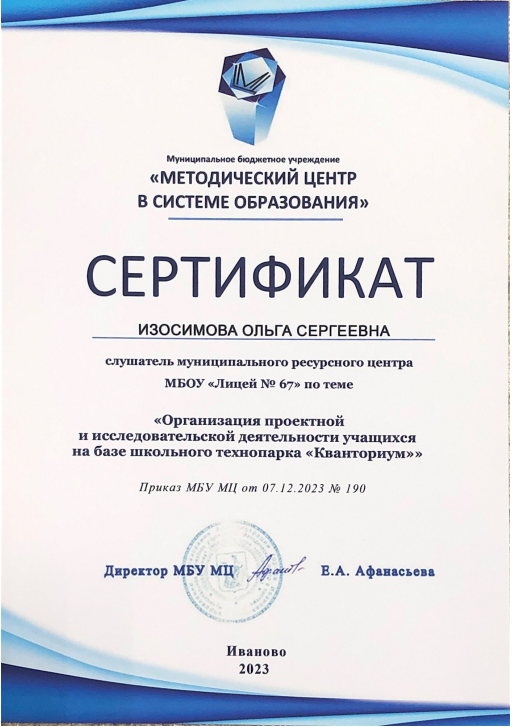 Муниципальное бюджетное учреждение
«МЕТОДИЧЕСКИЙ ЦЕНТР
В СИСТЕМЕ ОБРАЗОВАНИЯ»
СЕРТИФИКАТ
ИЗОСИМОВА ОЛЬГА СЕРГЕЕВНА
слушатель муниципального ресурсного центра
МБОУ «Лицей № 67» по теме
«Организация проектной
и исследовательской деятельности учащихся
на базе школьного технопарка «Кванториум»»
Приказ МБУ МЦ от 07.12.2023 № 190
Директор МБУ МЦ Е.А. Афанасьева
Иваново
2023